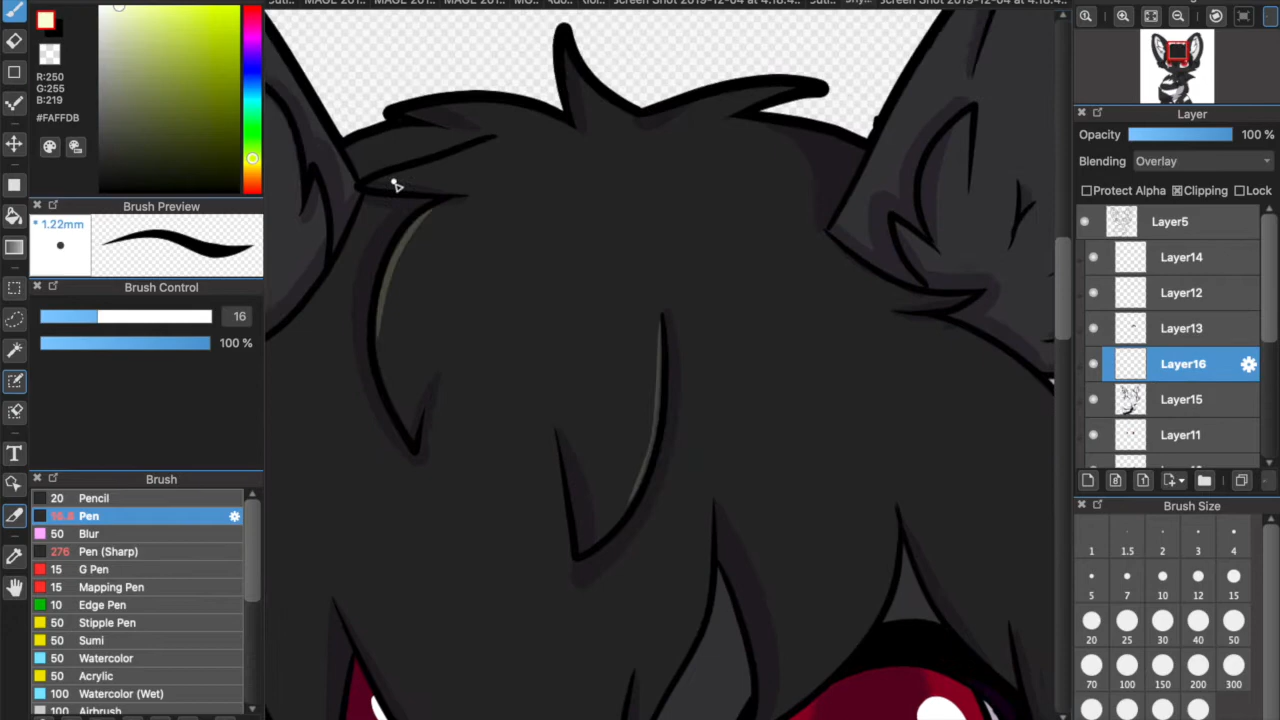 R:250
G:255
B:219
#FAFFDB
Brush Preview
* 1.22mm
Brush Control
16
100 %
Brush
20 Pencil
Pen
50 Blur
276 Pen (Sharp)
15 G Pen
15 Mapping Pen
10 Edge Pen
50 Stipple Pen
50 Sumi
50 Watercolor
50 Acrylic
100 Watercolor (Wet)
100 Airbrush
T
Layer
Opacity 100 %
Blending Overlay
Protect Alpha Clipping Lock
Layer5
Layer14
Layer12
Layer13
Layer16
Layer15
Layer11
Brush Size
1 1.5 2 3 4
5 7 10 12 15
20 25 30 40 50
70 100 150 200 300